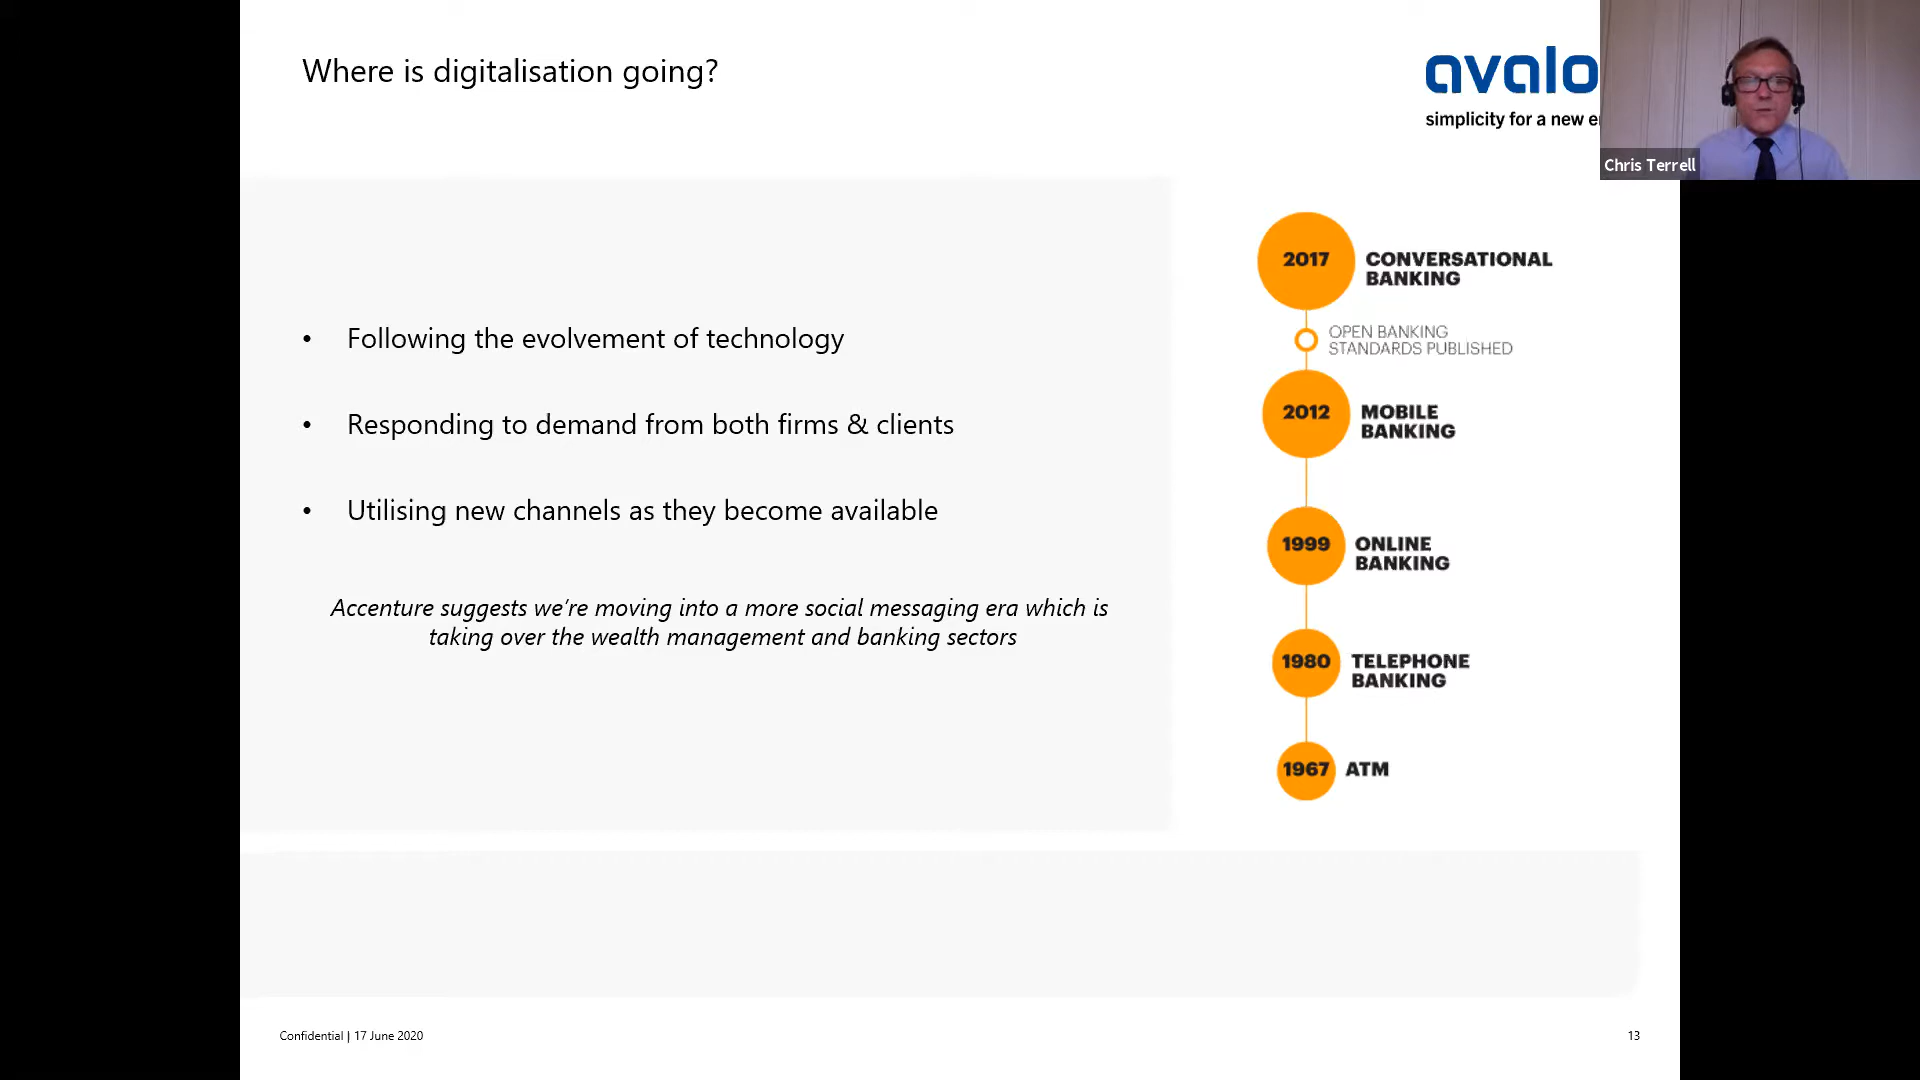 Where is digitalisation going?
avalo
simplicity for a new e
Chris Terrell
• Following the evolvement of technology
• Responding to demand from both firms & clients
• Utilising new channels as they become available
Accenture suggests we’re moving into a more social messaging era which is
taking over the wealth management and banking sectors
2017 CONVERSATIONAL
BANKING
OPEN BANKING
STANDARDS PUBLISHED
2012 MOBILE
BANKING
1999 ONLINE
BANKING
1980 TELEPHONE
BANKING
1967 ATM
Confidential | 17 June 2020
13